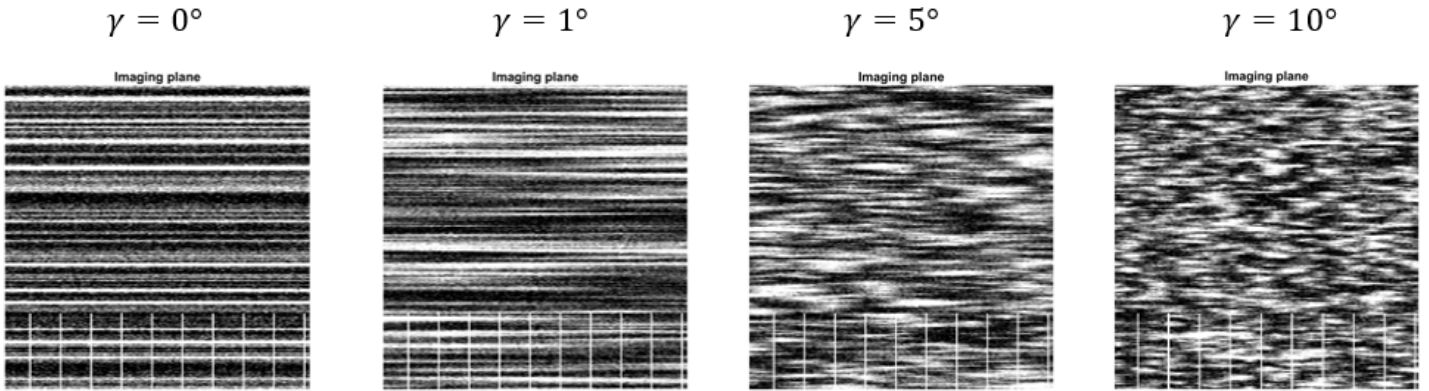 γ = 0° γ = 1° γ = 5° γ = 10°
Imaging plane Imaging plane Imaging plane Imaging plane